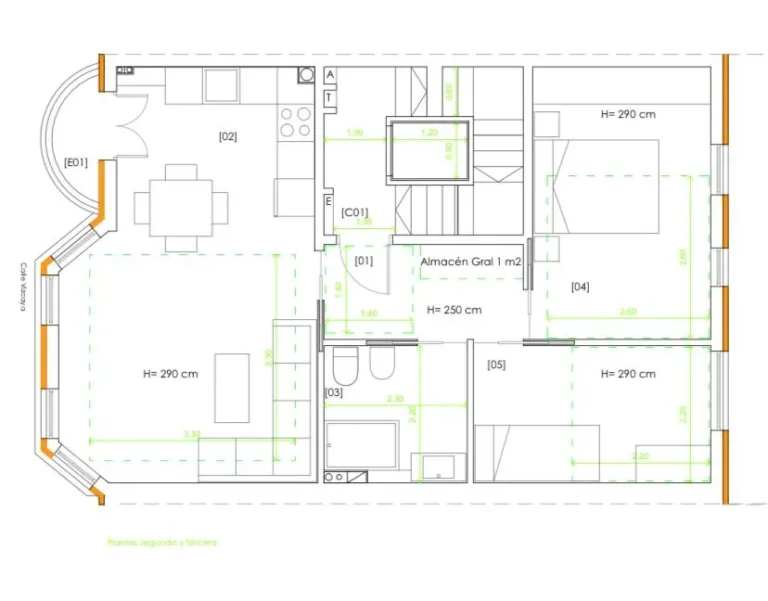 A
T
0.80
H= 290 cm
[02]
1.00
1.20
0.90
[E01]
E
[C01]
1.00
[01]
Almacén Gral 1 m2
2.60
1.40
[04]
Calle Vizcaya
H= 250 cm
1.40
2.60
3.30
[05]
H= 290 cm
H= 290 cm
[03]
2.30
2.20
2.20
3.30
2.20
Plantas segunda y tercera